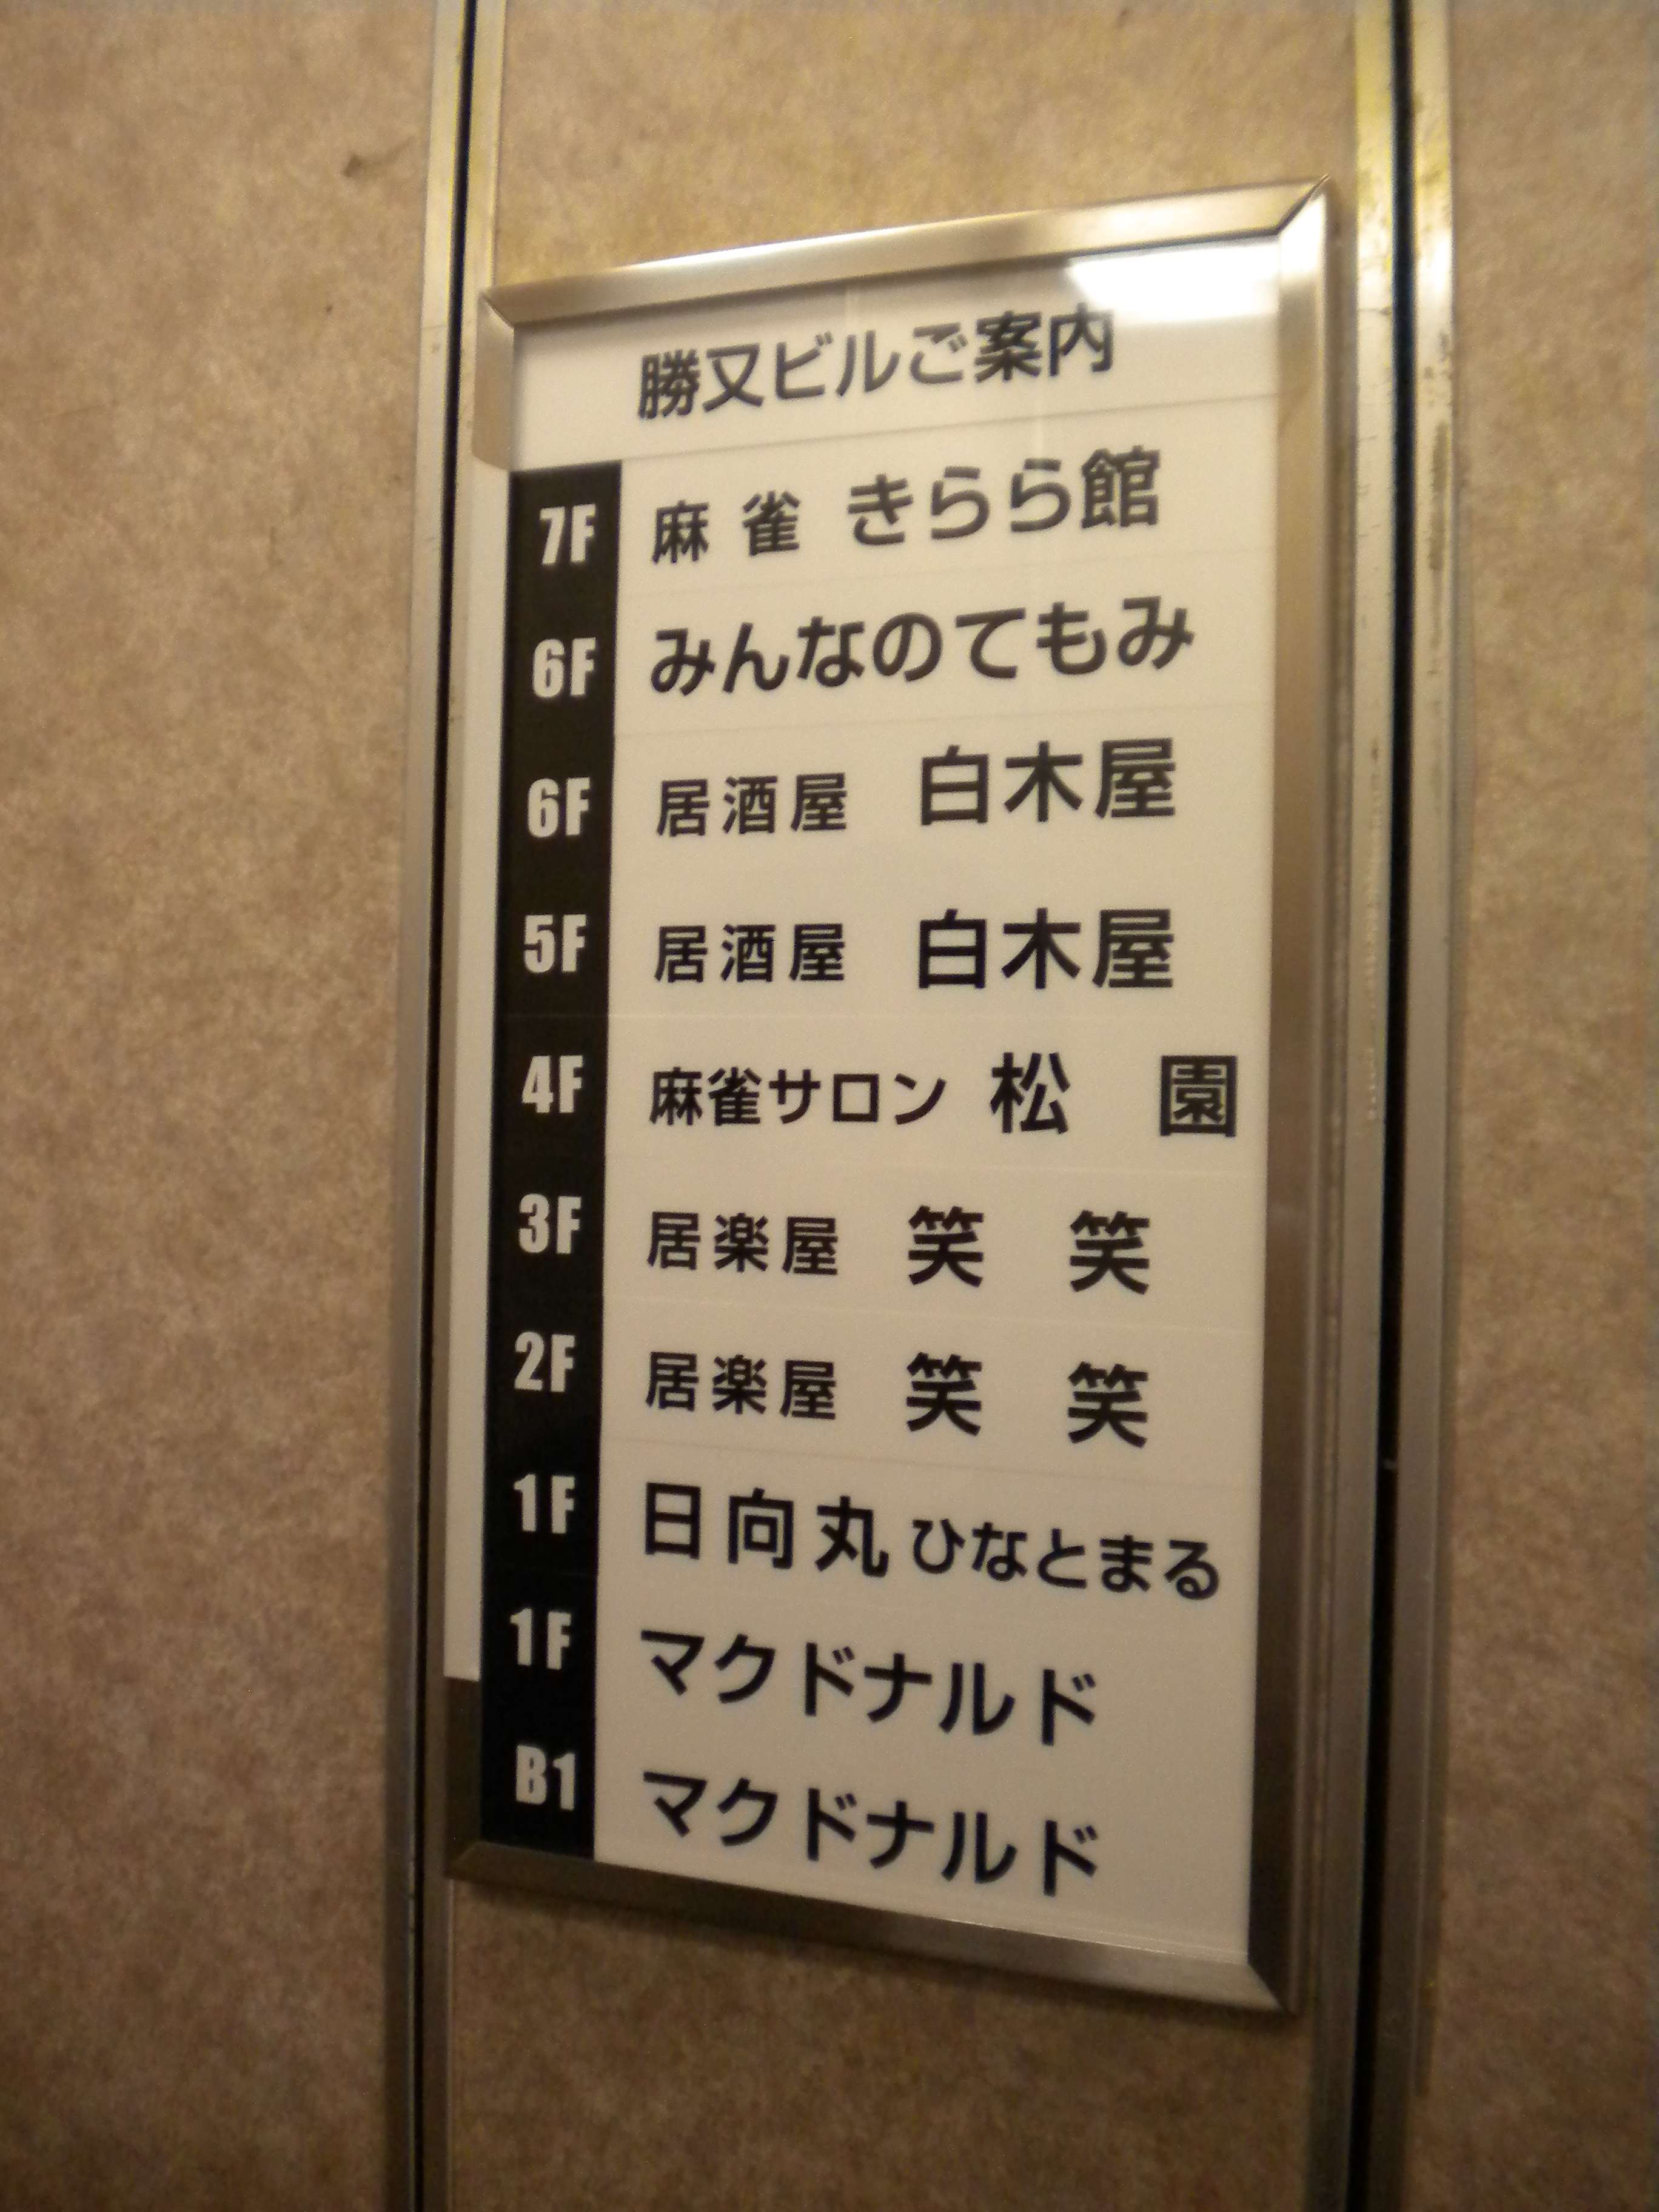 勝又ビルご案内
7F 麻雀 きらら館
6F みんなのてもみ
6F 居酒屋 白木屋
5F 居酒屋 白木屋
4F 麻雀サロン 松園
3F 居楽屋 笑笑
2F 居楽屋 笑笑
1F 日向丸 ひなとまる
1F マクドナルド
B1 マクドナルド